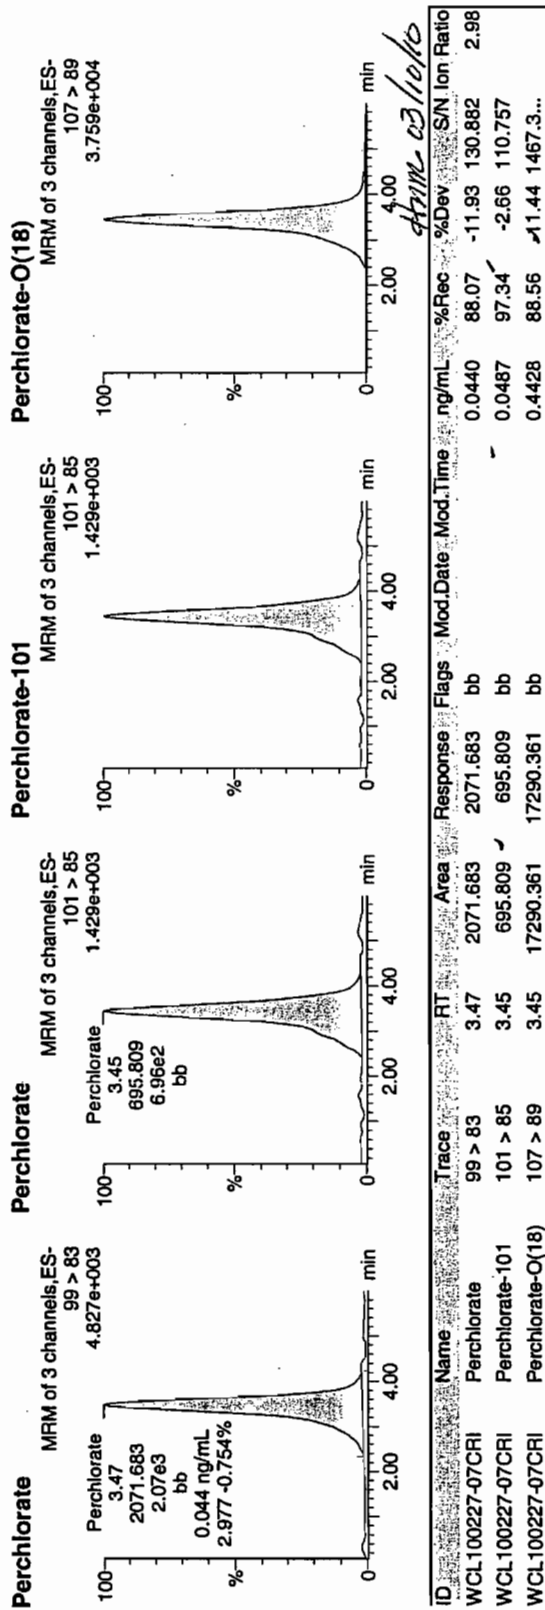 Perchlorate
MRM of 3 channels,ES-
99 > 83
4.827e+003
100
Perchlorate
3.47
2071.683
2.07e3
bb
0.044 ng/mL
2.977 -0.754%
%
0
2.00
4.00
min
Perchlorate
MRM of 3 channels,ES-
101 > 85
1.429e+003
100
Perchlorate
3.45
695.809
6.96e2
bb
%
0
2.00
4.00
min
Perchlorate-101
MRM of 3 channels,ES-
101 > 85
1.429e+003
100
%
0
2.00
4.00
min
Perchlorate-O(18)
MRM of 3 channels,ES-
107 > 89
3.759e+004
100
%
0
2.00
4.00
min
03/10/10
ID Name Trace RT Area Response Flags Mod.Date Mod.Time ng/mL %Rec %Dev S/N Ion Ratio
WCL100227-07CRI Perchlorate 99 > 83 3.47 2071.683 2071.683 bb 0.0440 88.07 -11.93 130.882 2.98
WCL100227-07CRI Perchlorate-101 101 > 85 3.45 695.809 695.809 bb 0.0487 97.34 -2.66 110.757
WCL100227-07CRI Perchlorate-O(18) 107 > 89 3.45 17290.361 17290.361 bb 0.4428 88.56 -11.44 1467.3...